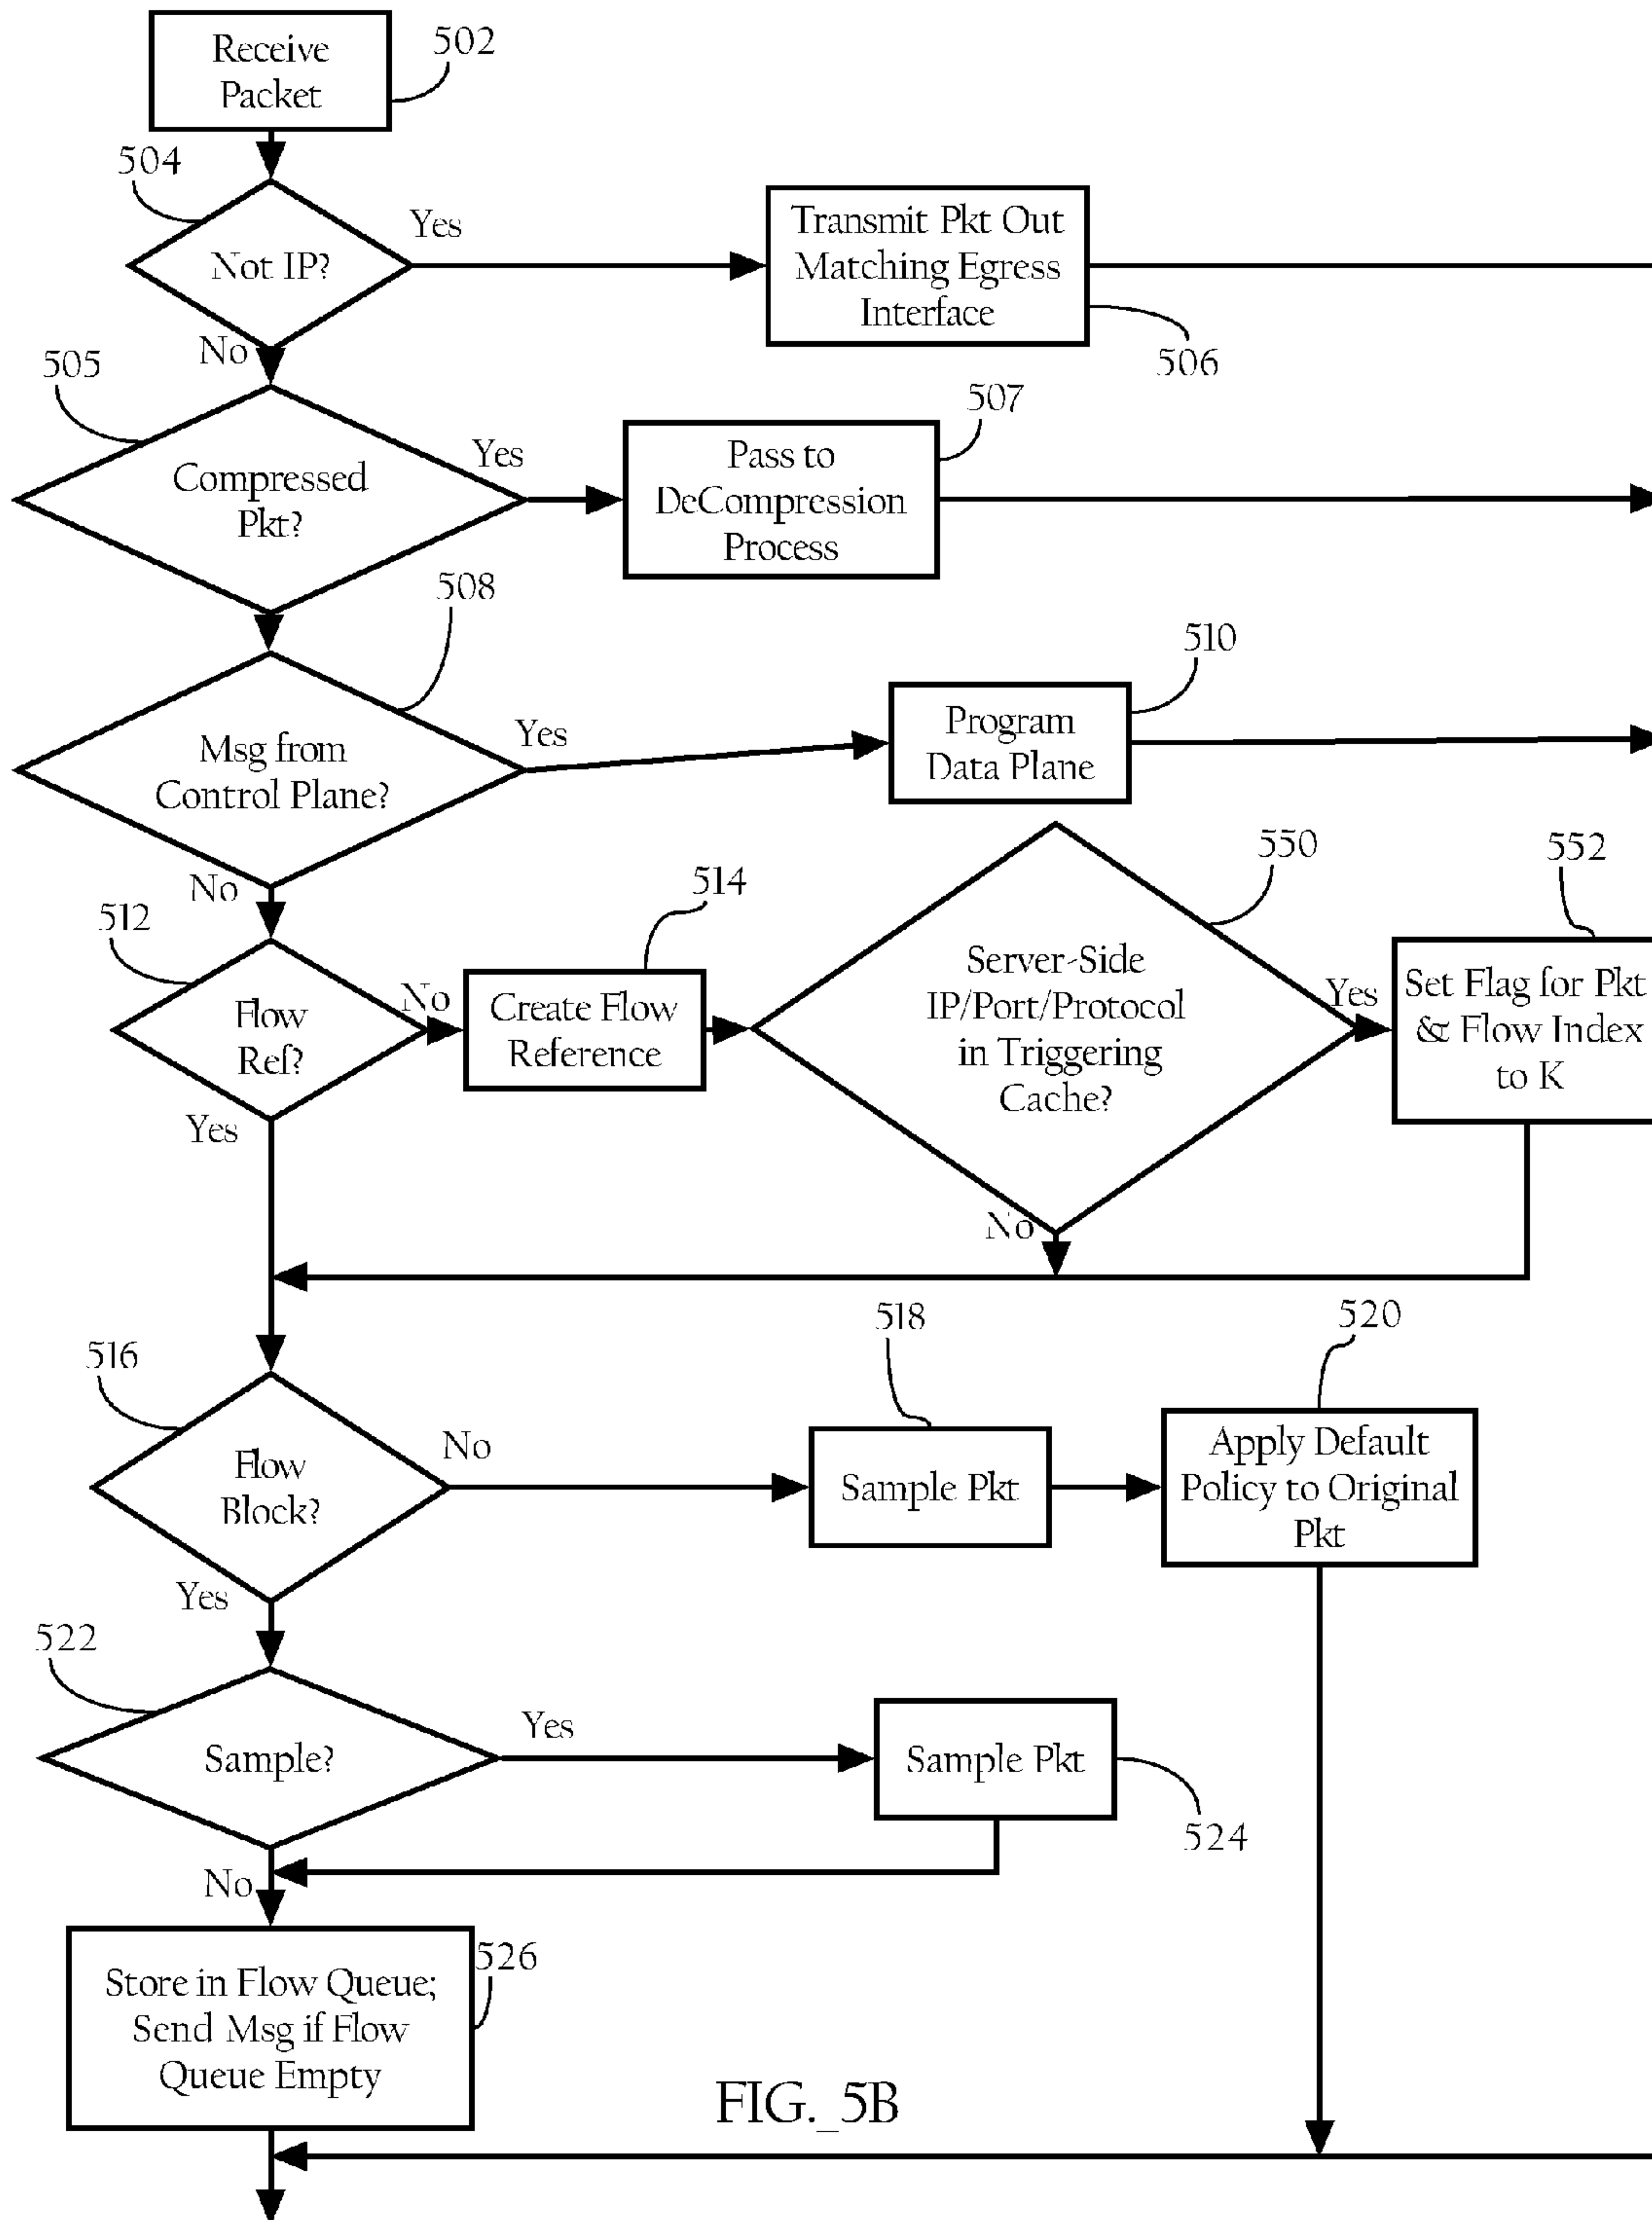 Receive
Packet
502
504
Not IP?
Yes
No
Transmit Pkt Out
Matching Egress
Interface
506
505
Compressed
Pkt?
Yes
Pass to
DeCompression
Process
507
508
Msg from
Control Plane?
Yes
No
Program
Data Plane
510
512
Flow
Ref?
No
Yes
Create Flow
Reference
514
Server-Side
IP/Port/Protocol
in Triggering
Cache?
550
Yes
No
Set Flag for Pkt
& Flow Index
to K
552
516
Flow
Block?
No
Yes
Sample Pkt
518
Apply Default
Policy to Original
Pkt
520
522
Sample?
Yes
No
Sample Pkt
524
Store in Flow Queue;
Send Msg if Flow
Queue Empty
526
FIG._5B